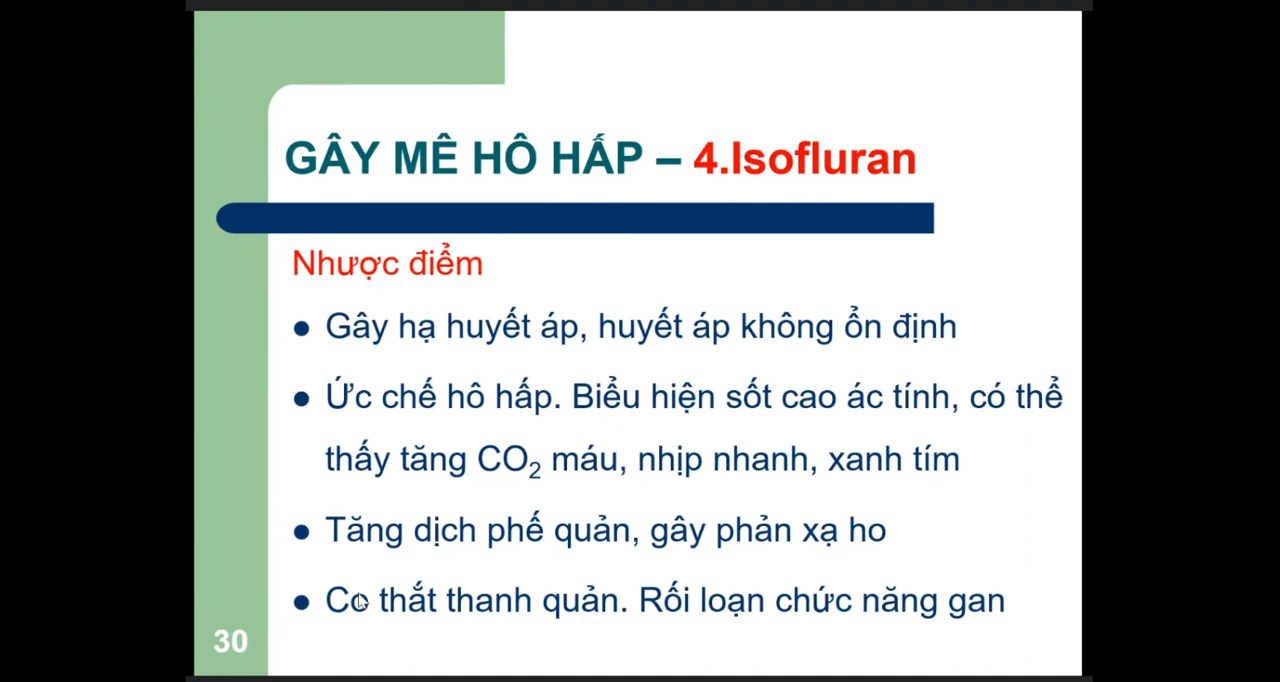 GÂY MÊ HÔ HẤP – 4.Isofluran
Nhược điểm
● Gây hạ huyết áp, huyết áp không ổn định
● Ức chế hô hấp. Biểu hiện sốt cao ác tính, có thể
thấy tăng CO₂ máu, nhịp nhanh, xanh tím
● Tăng dịch phế quản, gây phản xạ ho
● Co thắt thanh quản. Rối loạn chức năng gan
30